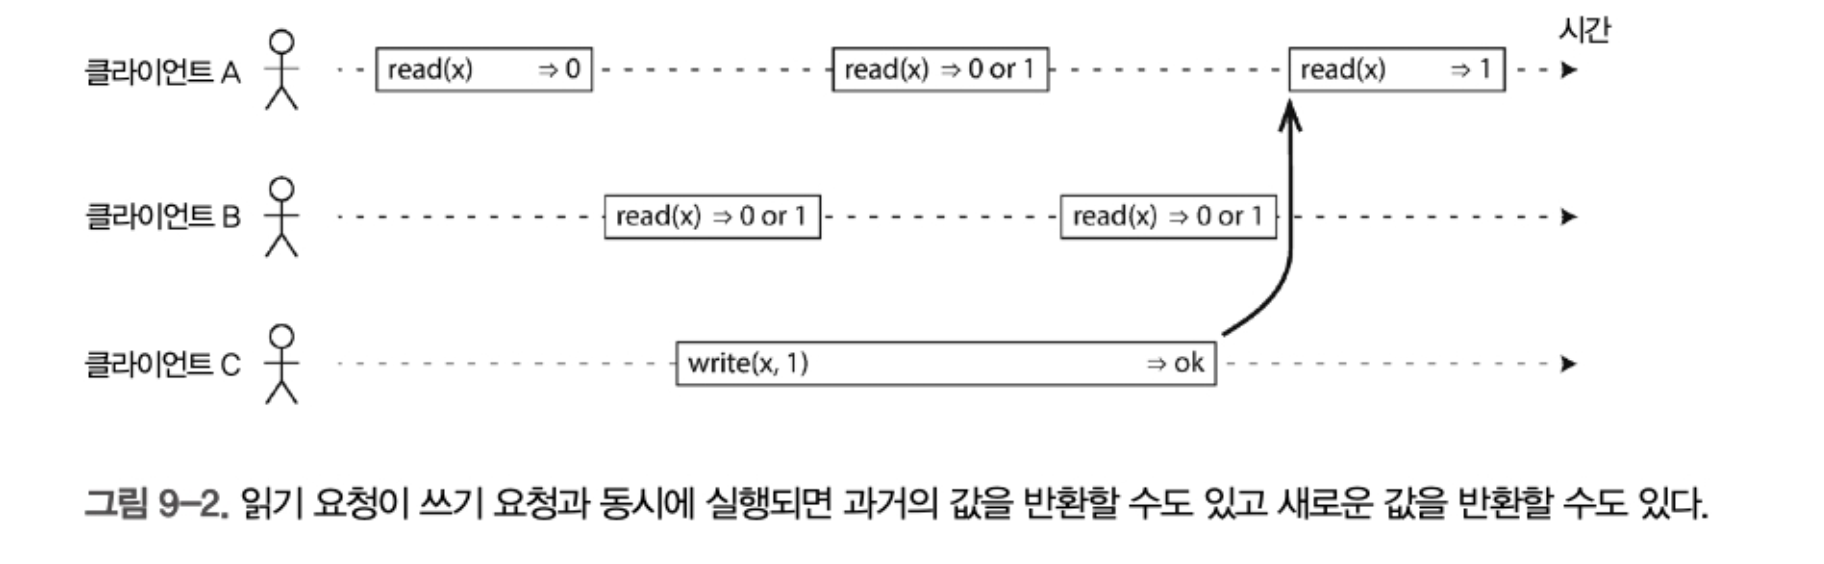 시간
클라이언트 A read(x) ⇒ 0 read(x) ⇒ 0 or 1 read(x) ⇒ 1
클라이언트 B read(x) ⇒ 0 or 1 read(x) ⇒ 0 or 1
클라이언트 C write(x, 1) ⇒ ok
그림 9-2. 읽기 요청이 쓰기 요청과 동시에 실행되면 과거의 값을 반환할 수도 있고 새로운 값을 반환할 수도 있다.